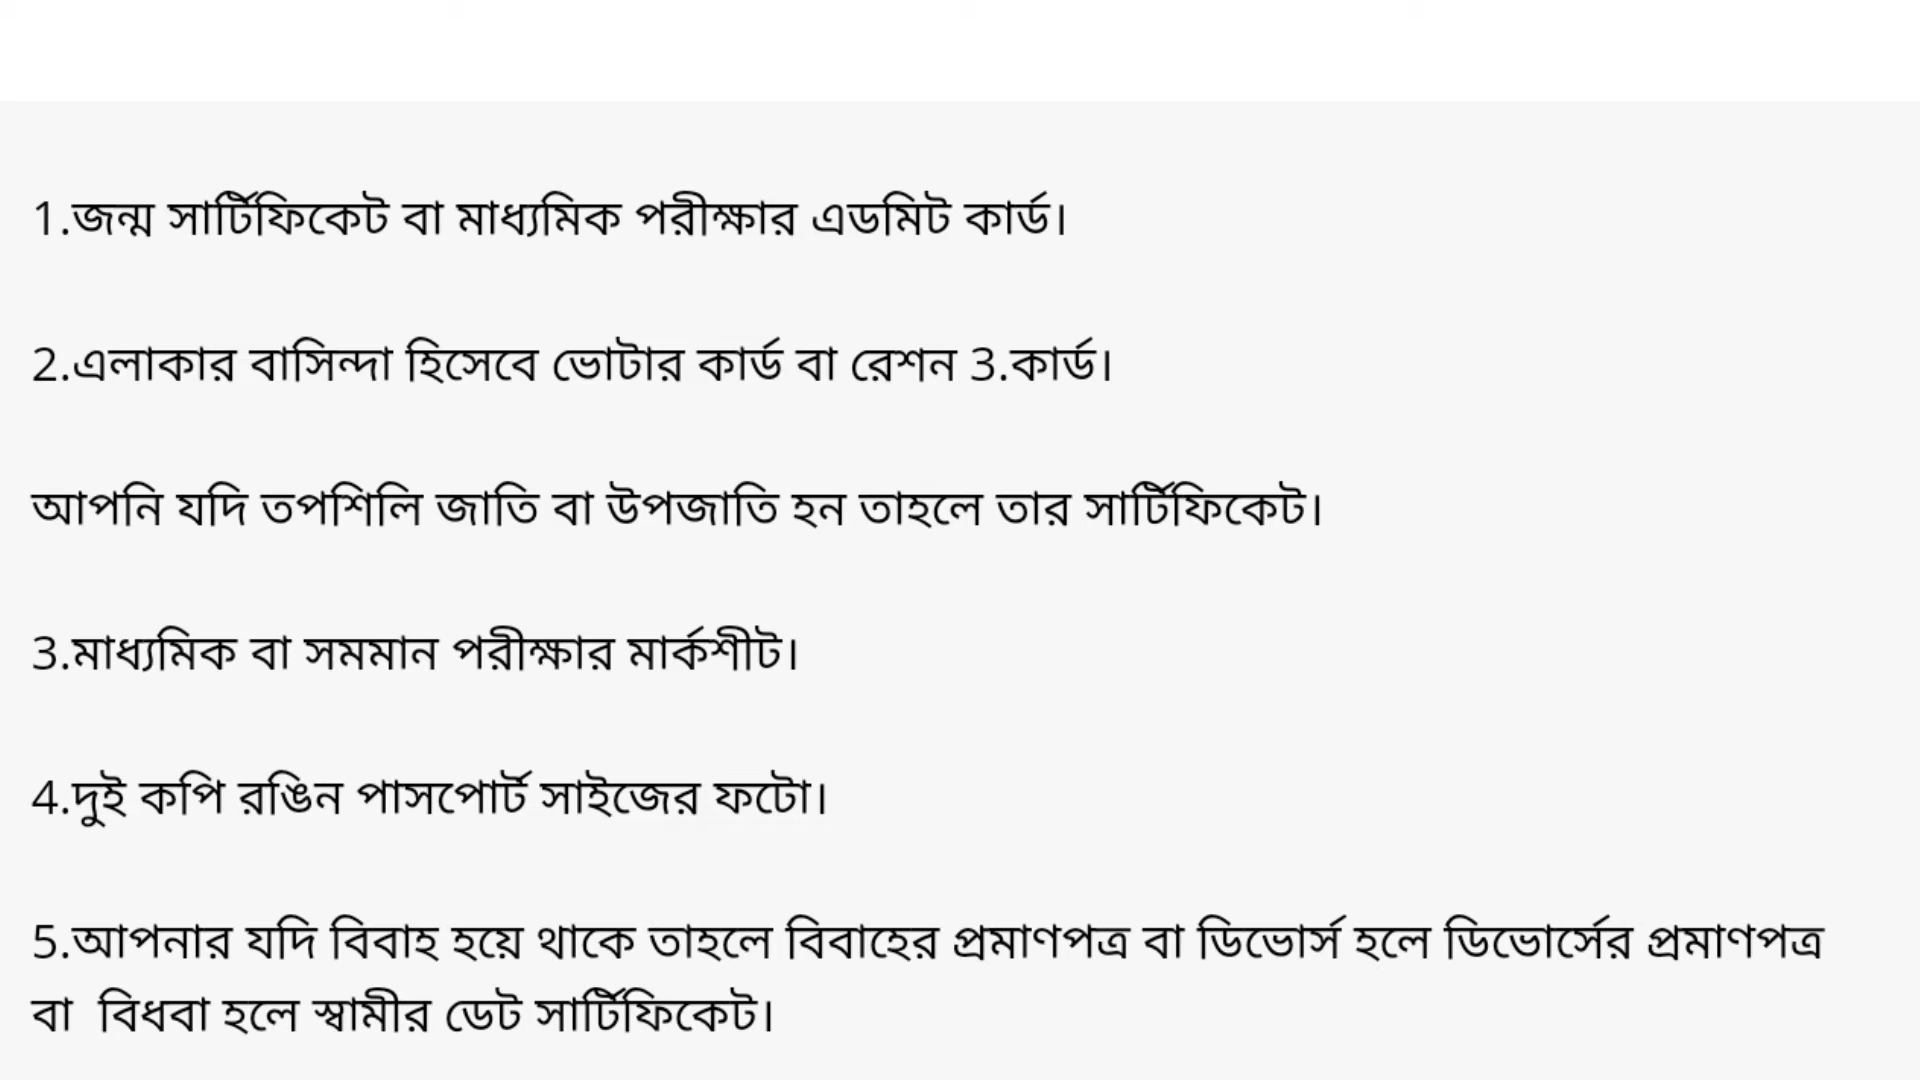 1.জন্ম সার্টিফিকেট বা মাধ্যমিক পরীক্ষার এডমিট কার্ড।
2.এলাকার বাসিন্দা হিসেবে ভোটার কার্ড বা রেশন 3.কার্ড।
আপনি যদি তপশিলি জাতি বা উপজাতি হন তাহলে তার সার্টিফিকেট।
3.মাধ্যমিক বা সমমান পরীক্ষার মার্কশীট।
4.দুই কপি রঙিন পাসপোর্ট সাইজের ফটো।
5.আপনার যদি বিবাহ হয়ে থাকে তাহলে বিবাহের প্রমাণপত্র বা ডিভোর্স হলে ডিভোর্সের প্রমাণপত্র
বা  বিধবা হলে স্বামীর ডেট সার্টিফিকেট।